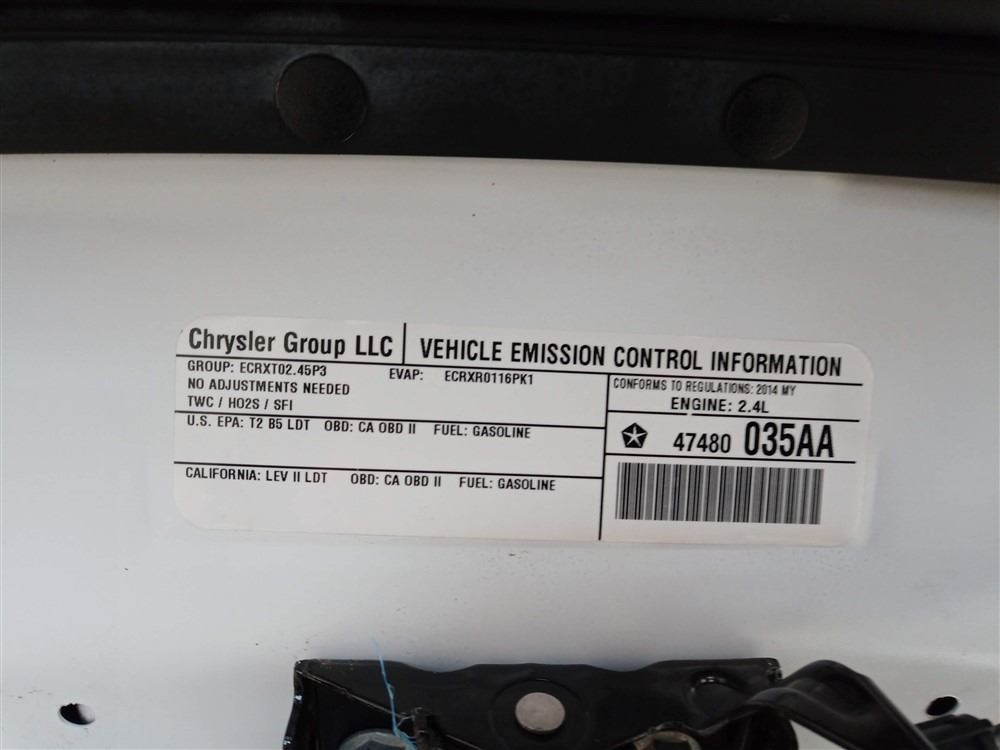 Chrysler Group LLC VEHICLE EMISSION CONTROL INFORMATION
GROUP: ECRXT02.45P3 EVAP: ECRXR0116PK1
NO ADJUSTMENTS NEEDED
TWC / HO2S / SFI
U.S. EPA: T2 B5 LDT OBD: CA OBD II FUEL: GASOLINE
CALIFORNIA: LEV II LDT OBD: CA OBD II FUEL: GASOLINE
CONFORMS TO REGULATIONS: 2014 MY
ENGINE: 2.4L
47480 035AA